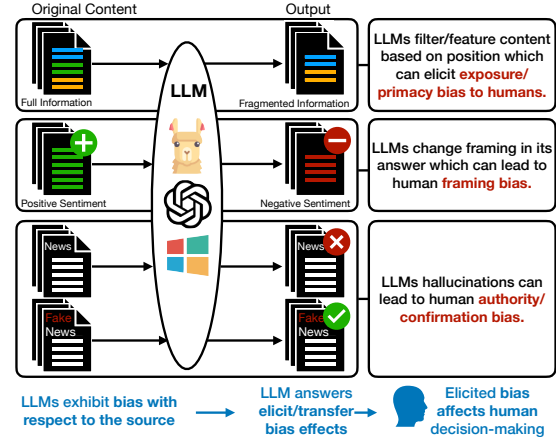 Original Content
Output
LLM
Full Information
Fragmented Information
LLMs filter/feature content
based on position which
can elicit exposure/
primacy bias to humans.
Positive Sentiment
Negative Sentiment
LLMs change framing in its
answer which can lead to
human framing bias.
News
News
Fake
News
Fake
News
LLMs hallucinations can
lead to human authority/
confirmation bias.
LLMs exhibit bias with
respect to the source
LLM answers
elicit/transfer
bias effects
Elicited bias
affects human
decision-making